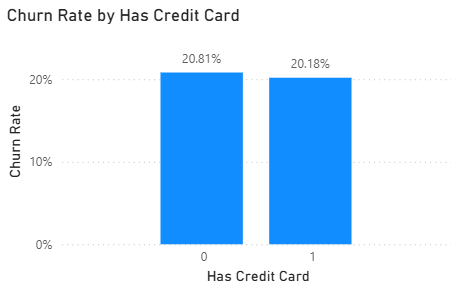 Churn Rate by Has Credit Card
20.81%
20.18%
20%
10%
0%
Churn Rate
0 1
Has Credit Card